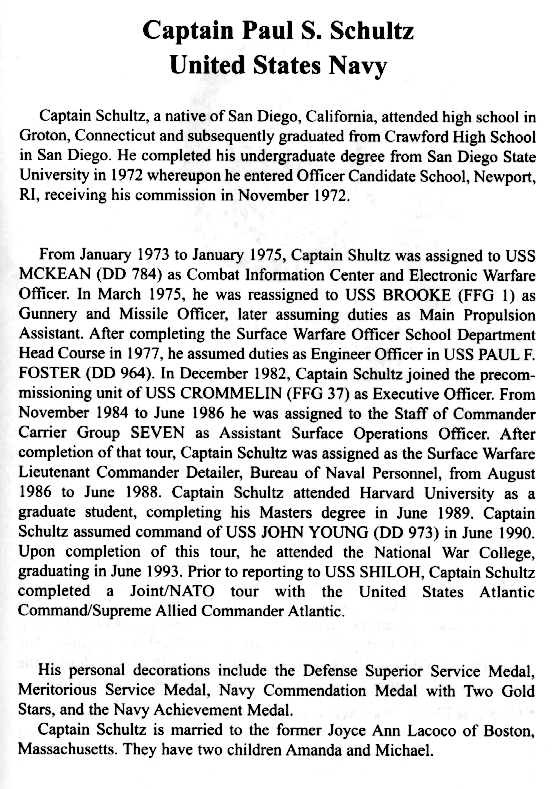 Captain Paul S. Schultz
United States Navy
Captain Schultz, a native of San Diego, California, attended high school in
Groton, Connecticut and subsequently graduated from Crawford High School
in San Diego. He completed his undergraduate degree from San Diego State
University in 1972 whereupon he entered Officer Candidate School, Newport,
RI, receiving his commission in November 1972.
From January 1973 to January 1975, Captain Shultz was assigned to USS
MCKEAN (DD 784) as Combat Information Center and Electronic Warfare
Officer. In March 1975, he was reassigned to USS BROOKE (FFG 1) as
Gunnery and Missile Officer, later assuming duties as Main Propulsion
Assistant. After completing the Surface Warfare Officer School Department
Head Course in 1977, he assumed duties as Engineer Officer in USS PAUL F.
FOSTER (DD 964). In December 1982, Captain Schultz joined the precom-
missioning unit of USS CROMMELIN (FFG 37) as Executive Officer. From
November 1984 to June 1986 he was assigned to the Staff of Commander
Carrier Group SEVEN as Assistant Surface Operations Officer. After
completion of that tour, Captain Schultz was assigned as the Surface Warfare
Lieutenant Commander Detailer, Bureau of Naval Personnel, from August
1986 to June 1988. Captain Schultz attended Harvard University as a
graduate student, completing his Masters degree in June 1989. Captain
Schultz assumed command of USS JOHN YOUNG (DD 973) in June 1990.
Upon completion of this tour, he attended the National War College,
graduating in June 1993. Prior to reporting to USS SHILOH, Captain Schultz
completed a Joint/NATO tour with the United States Atlantic
Command/Supreme Allied Commander Atlantic.
His personal decorations include the Defense Superior Service Medal,
Meritorious Service Medal, Navy Commendation Medal with Two Gold
Stars, and the Navy Achievement Medal.
Captain Schultz is married to the former Joyce Ann Lacoco of Boston,
Massachusetts. They have two children Amanda and Michael.